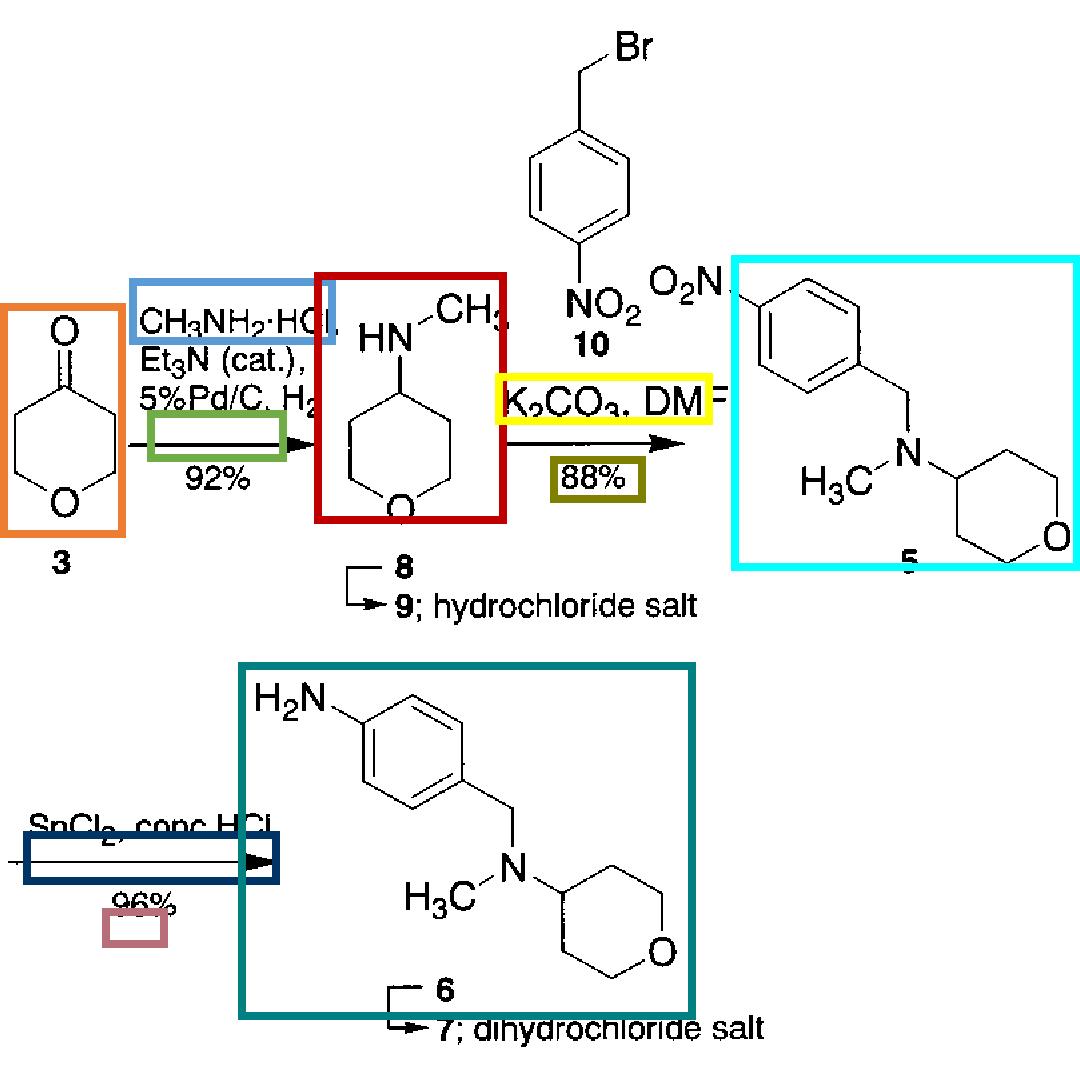 Br
NO2
10
O
O
3
CH3NH2·HCl,
Et3N (cat.),
5%Pd/C, H2
92%
CH3
HN
O
8
9; hydrochloride salt
K2CO3, DMF
88%
O2N
N
H3C
O
5
SnCl2, conc HCl
96%
H2N
N
H3C
O
6
7; dihydrochloride salt